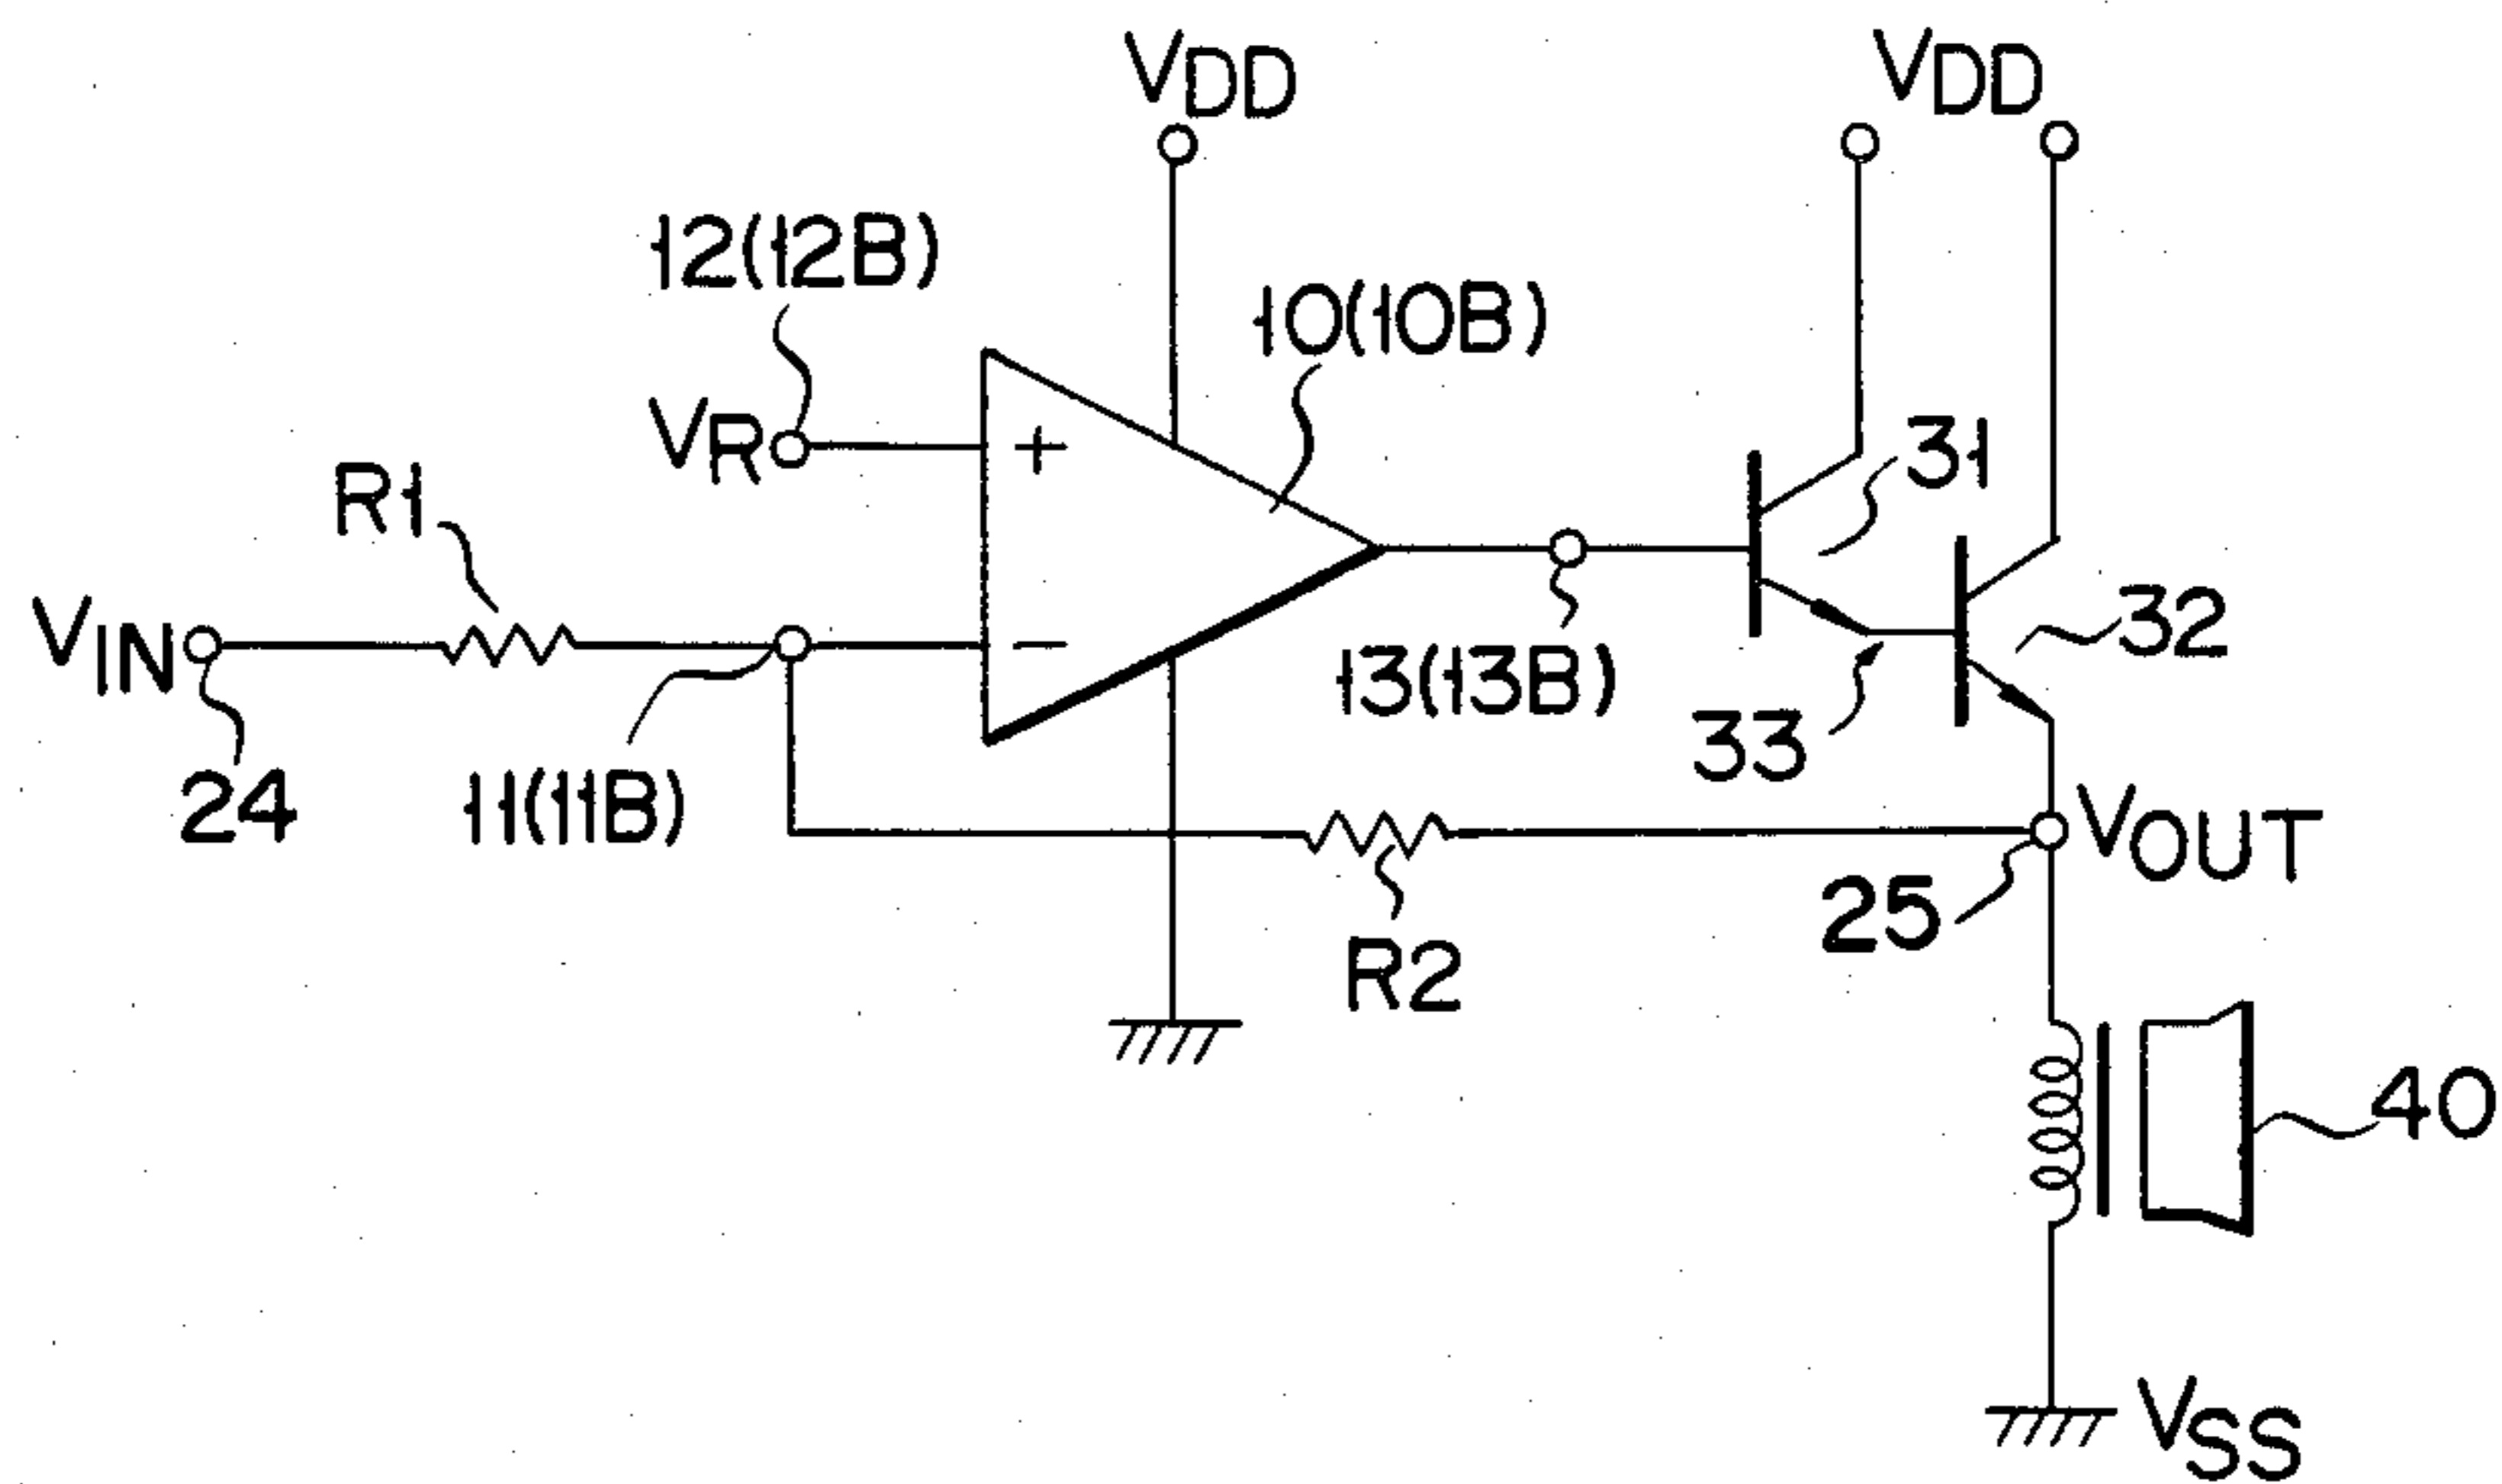 VDD
VDD
12(12B)
10(10B)
VR
+
31
R1
VIN
−
32
13(13B)
33
24
11(11B)
VOUT
25
R2
40
VSS